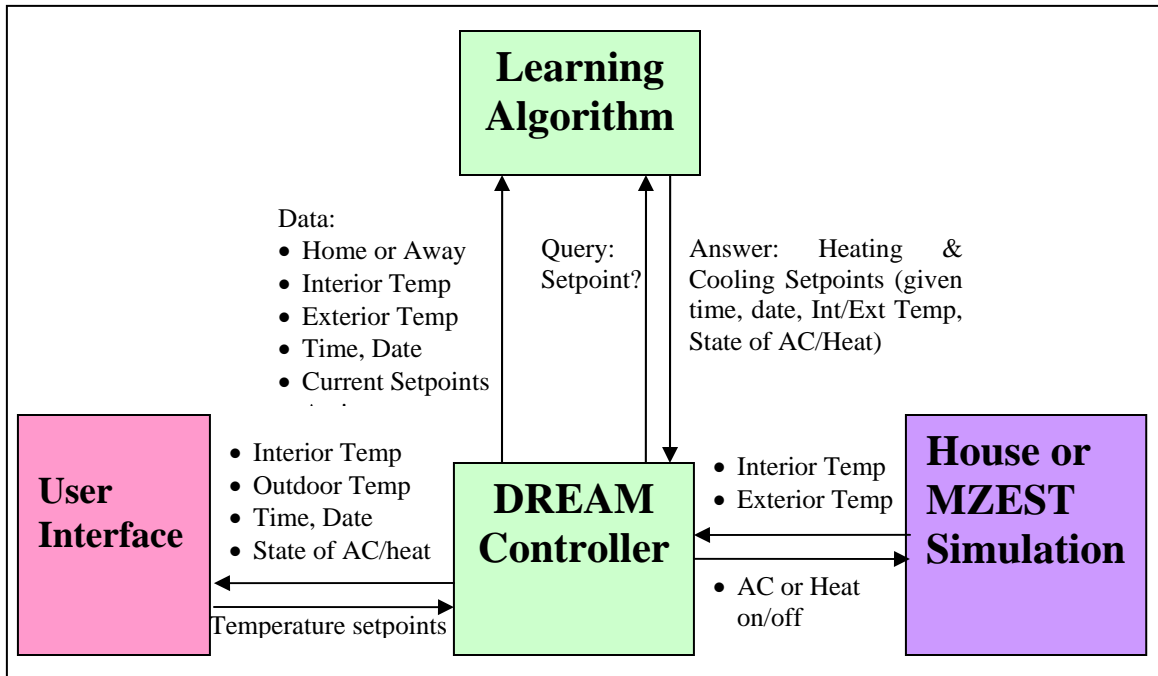 Learning
Algorithm
Data:
• Home or Away
• Interior Temp
• Exterior Temp
• Time, Date
• Current Setpoints
Query:
Setpoint?
Answer: Heating &
Cooling Setpoints (given
time, date, Int/Ext Temp,
State of AC/Heat)
User
Interface
• Interior Temp
• Outdoor Temp
• Time, Date
• State of AC/heat
Temperature setpoints
DREAM
Controller
• Interior Temp
• Exterior Temp
• AC or Heat
on/off
House or
MZEST
Simulation